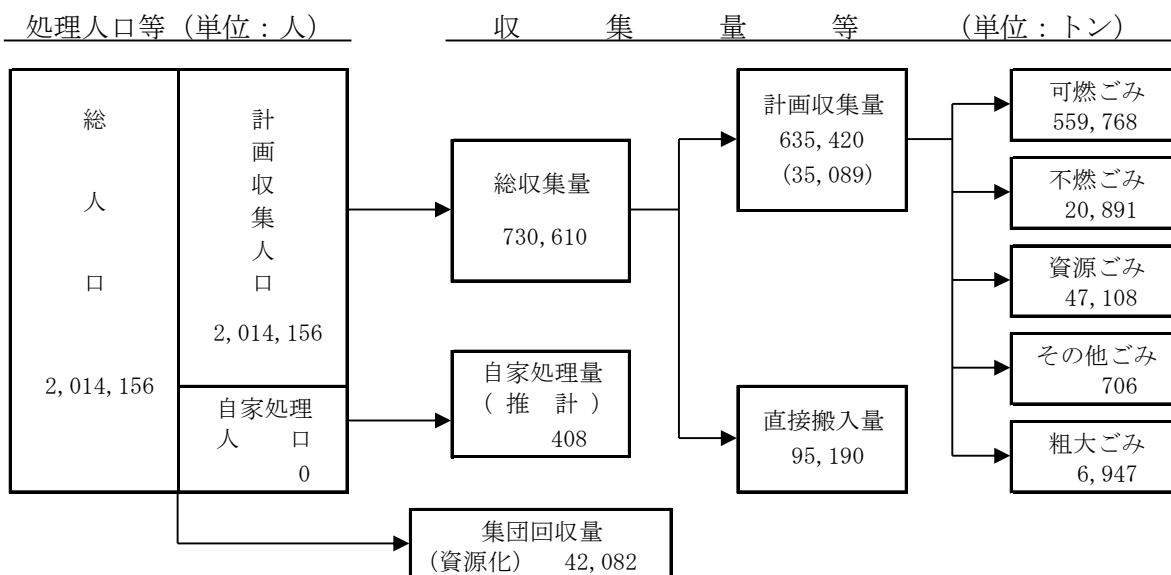 処理人口等(単位:人)
収集量等(単位:トン)
総人口
2,014,156
計画収集人口
2,014,156
自家処理
人口
0
総収集量
730,610
自家処理量
(推計)
408
集団回収量
(資源化) 42,082
計画収集量
635,420
(35,089)
直接搬入量
95,190
可燃ごみ
559,768
不燃ごみ
20,891
資源ごみ
47,108
その他ごみ
706
粗大ごみ
6,947